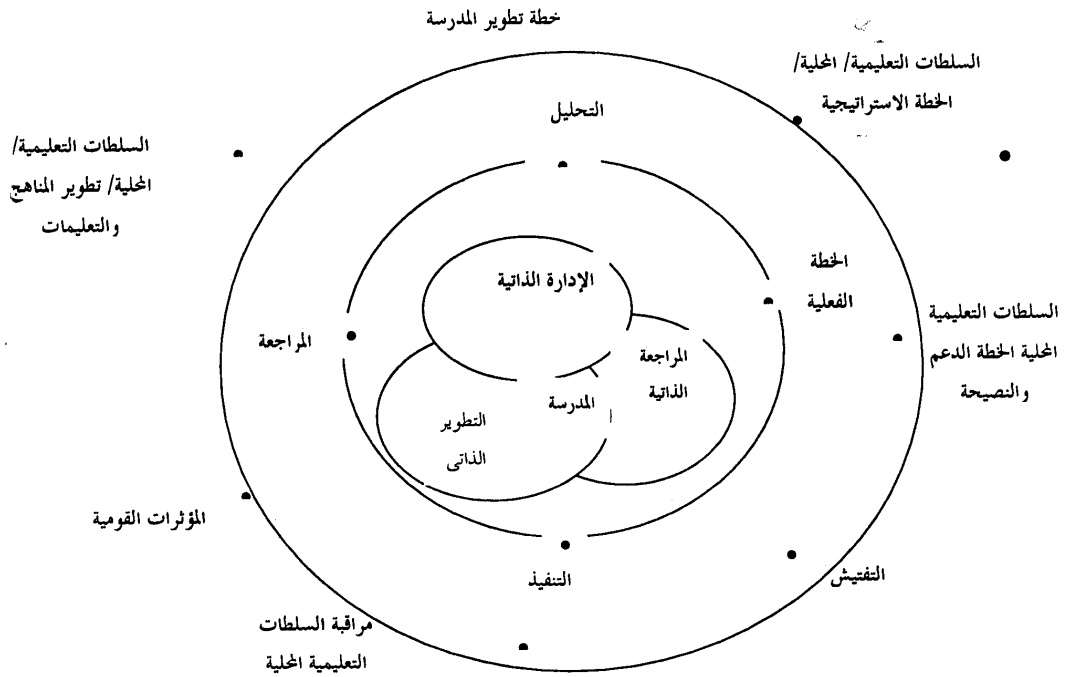 خطة تطوير المدرسة
السلطات التعليمية/ المحلية/
الخطة الاستراتيجية
التحليل
السلطات التعليمية/
المحلية/ تطوير المناهج
والتعليمات
الخطة
الفعلية
الإدارة الذاتية
السلطات التعليمية
المحلية الخطة الدعم
والنصيحة
المراجعة
الذاتية
المراجعة
المدرسة
التطوير
الذاتى
المؤثرات القومية
التفتيش
التنفيذ
مراقبة السلطات
التعليمية المحلية